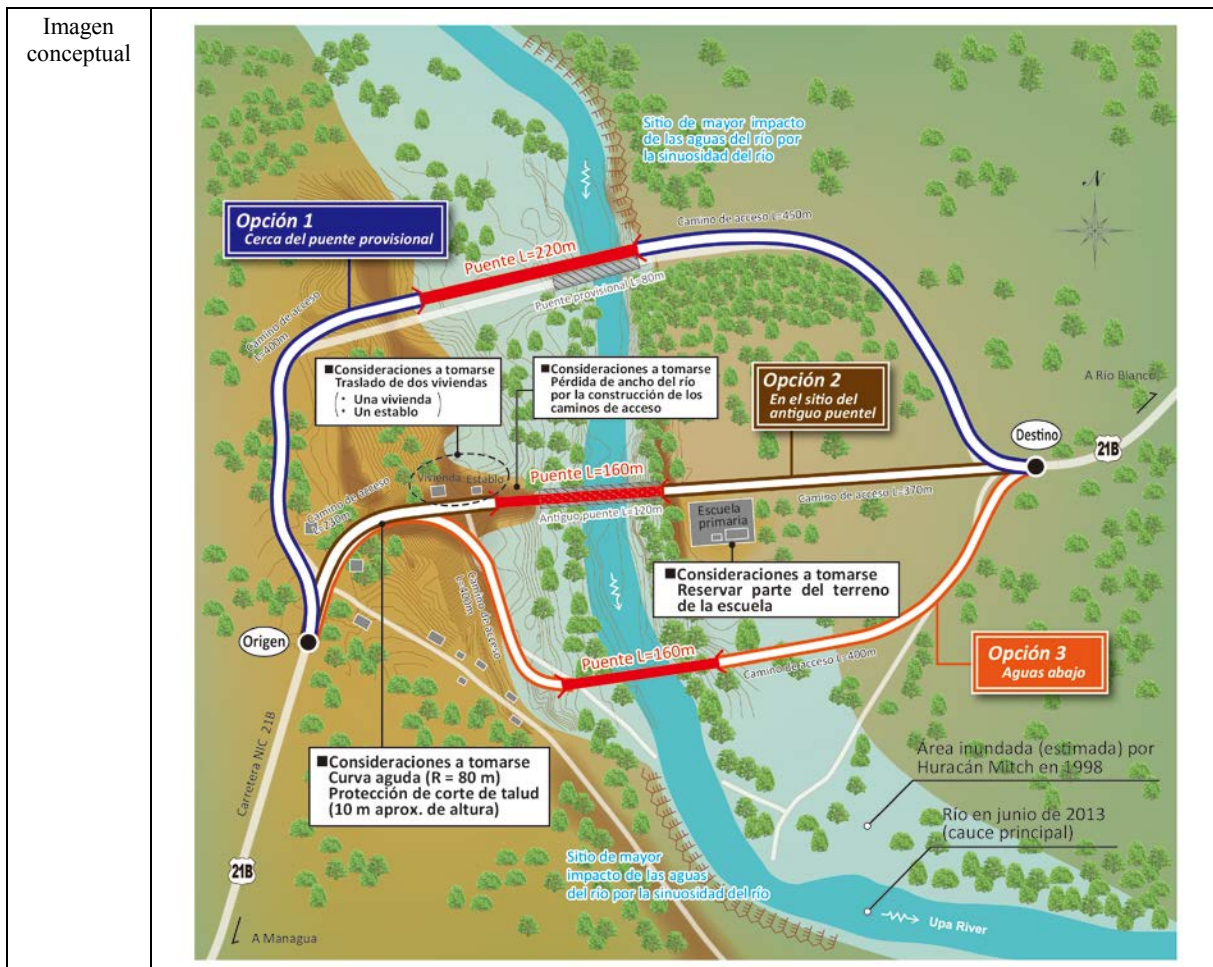 Imagen
conceptual
Sitio de mayor impacto
de las aguas del río por
la sinuosidad del río
N
Opción 1
Cerca del puente provisional
Camino de acceso L=450m
Puente L=220m
Puente provisional L=80m
Camino de acceso
L=400m
■Consideraciones a tomarse
Traslado de dos viviendas
( · Una vivienda )
( · Un establo )
■Consideraciones a tomarse
Pérdida de ancho del río
por la construcción de los
caminos de acceso
Opción 2
En el sitio del
antiguo puentel
A Río Blanco
Destino
21B
Puente L=160m
Vivienda Establo
Camino de acceso L=370m
Antiguo puente L=120m
Camino de acceso
L=230m
Escuela
primaria
■Consideraciones a tomarse
Reservar parte del terreno
de la escuela
Camino de acceso
L=400m
Origen
Puente L=160m
Camino de acceso L=400m
Opción 3
Aguas abajo
Carretera NIC 21B
■Consideraciones a tomarse
Curva aguda (R = 80 m)
Protección de corte de talud
(10 m aprox. de altura)
Área inundada (estimada) por
Huracán Mitch en 1998
Río en junio de 2013
(cauce principal)
Sitio de mayor
impacto de las aguas
del río por la sinuosidad del río
21B
Upa River
A Managua